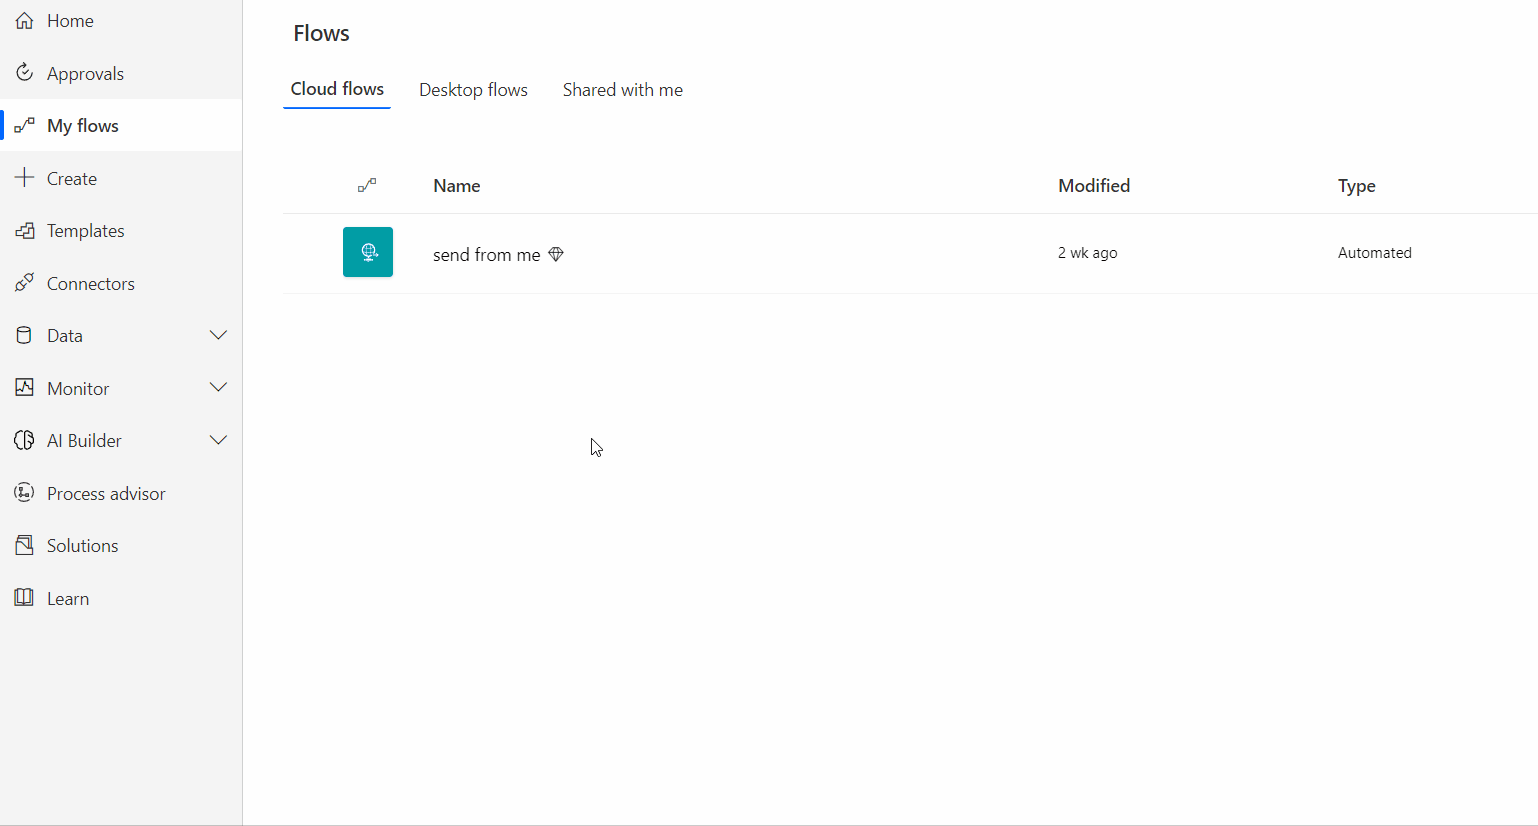 Home
Approvals
My flows
Create
Templates
Connectors
Data
Monitor
AI Builder
Process advisor
Solutions
Learn
Flows
Cloud flows Desktop flows Shared with me
Name Modified Type
send from me 2 wk ago Automated